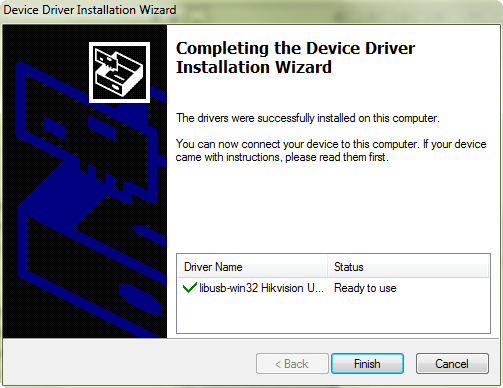 Device Driver Installation Wizard
Completing the Device Driver
Installation Wizard
The drivers were successfully installed on this computer.
You can now connect your device to this computer. If your device
came with instructions, please read them first.
Driver Name Status
libusb-win32 Hikvision U... Ready to use
< Back Finish Cancel